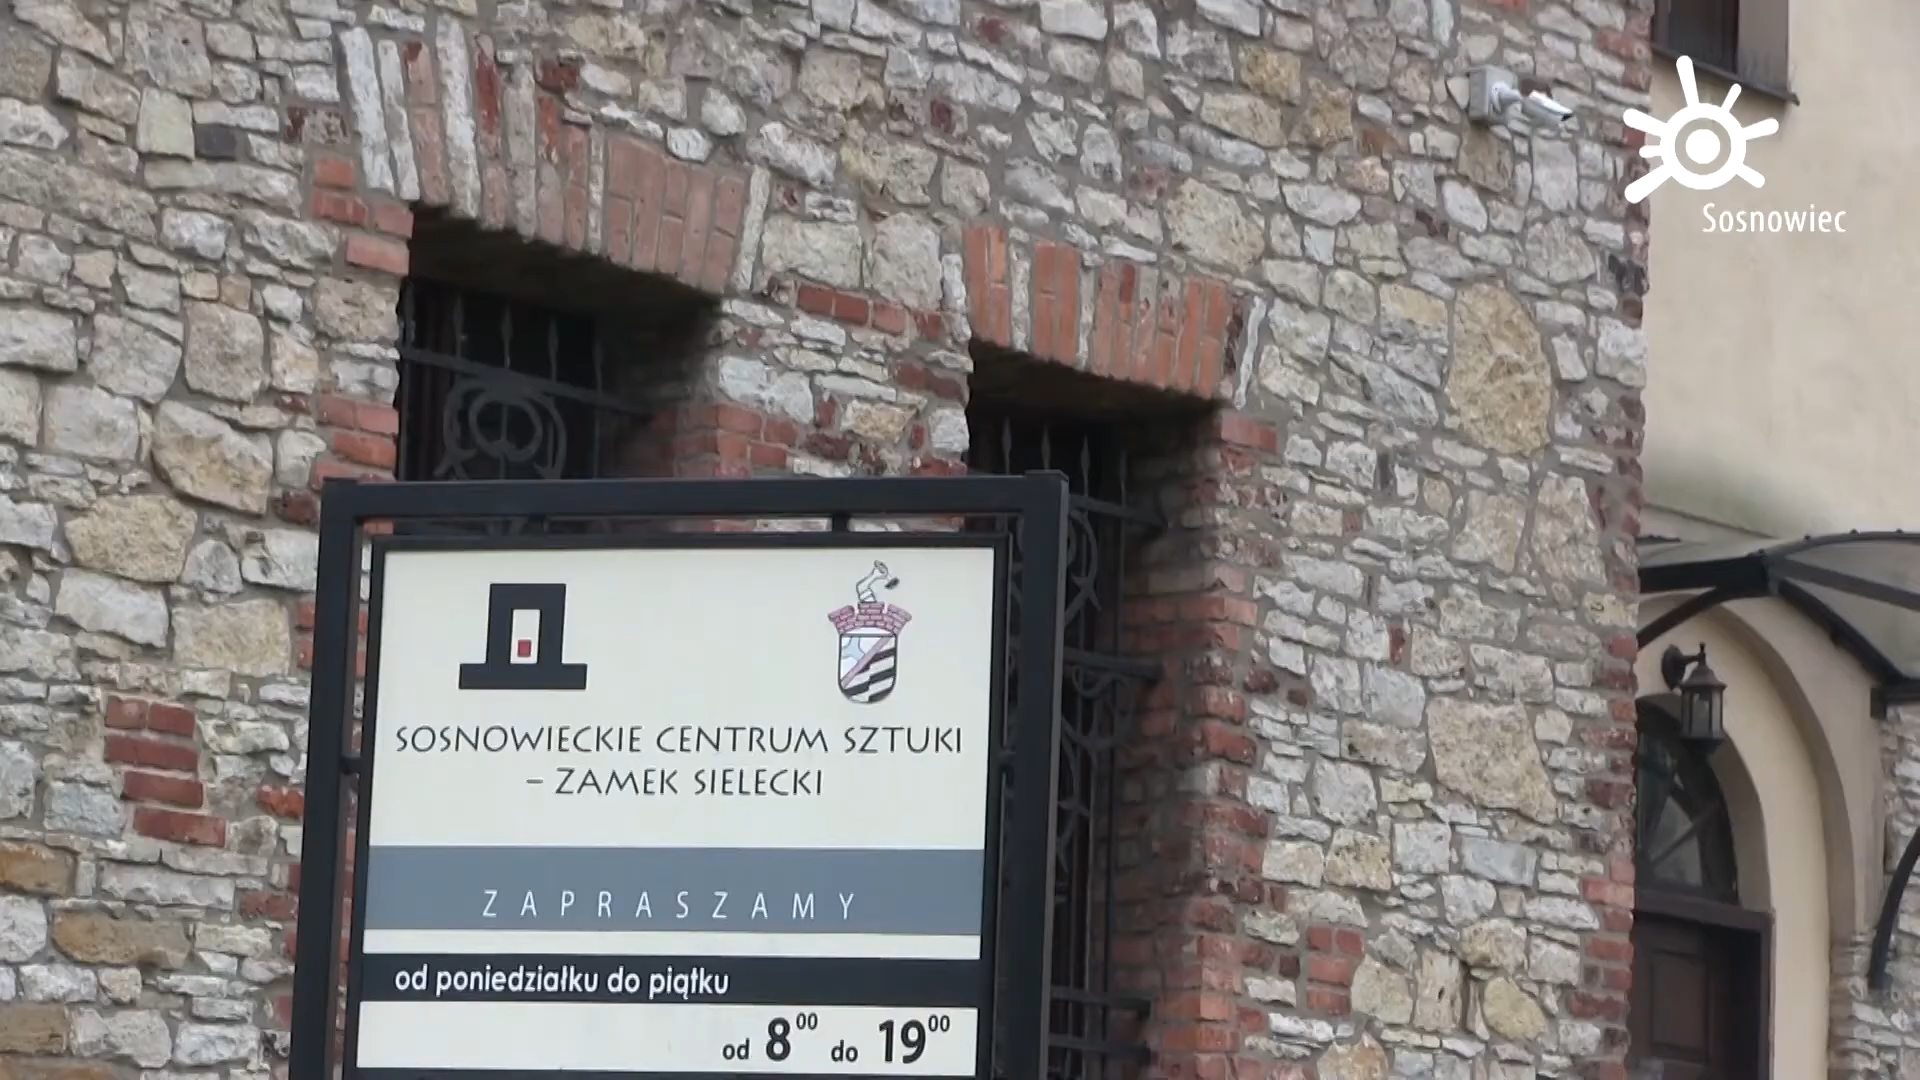 Sosnowiec
SOSNOWIECKIE CENTRUM SZTUKI
– ZAMEK SIELECKI
ZAPRASZAMY
od poniedziałku do piątku
od 8⁰⁰ do 19⁰⁰